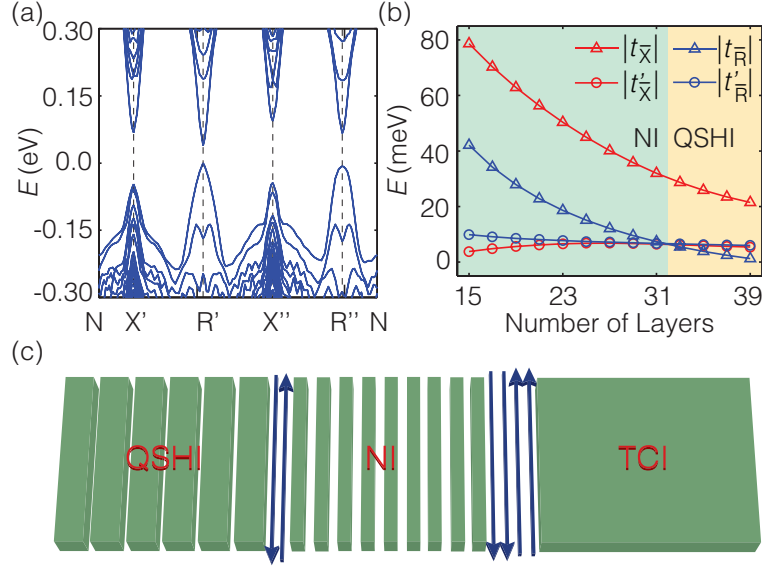 (a)
0.30
0.15
0.0
-0.15
-0.30
E (eV)
N X' R' X'' R'' N
(b)
80
60
40
20
0
E (meV)
|t_X̄| |t_R̄|
|t'_X̄| |t'_R̄|
NI QSHI
15 23 31 39
Number of Layers
(c)
QSHI NI TCI